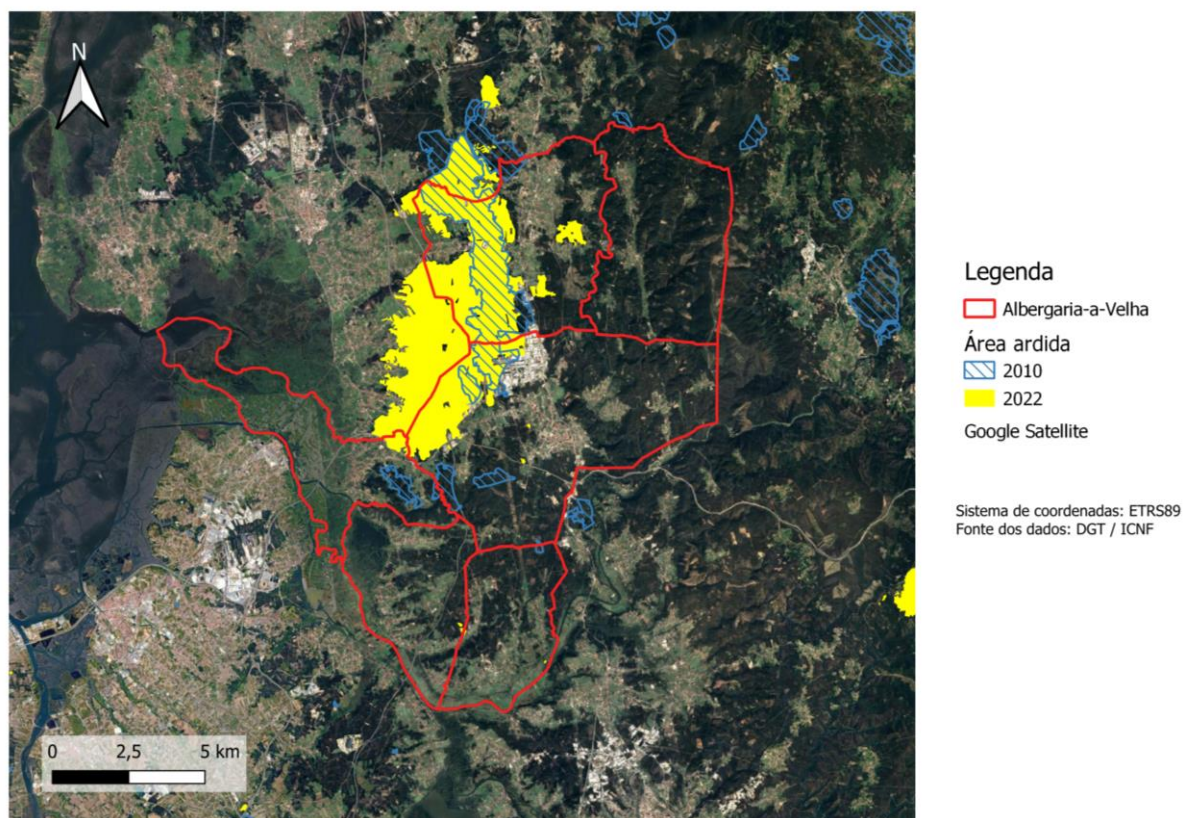 N
Legenda
Albergaria-a-Velha
Área ardida
2010
2022
Google Satellite
Sistema de coordenadas: ETRS89
Fonte dos dados: DGT / ICNF
0 2,5 5 km